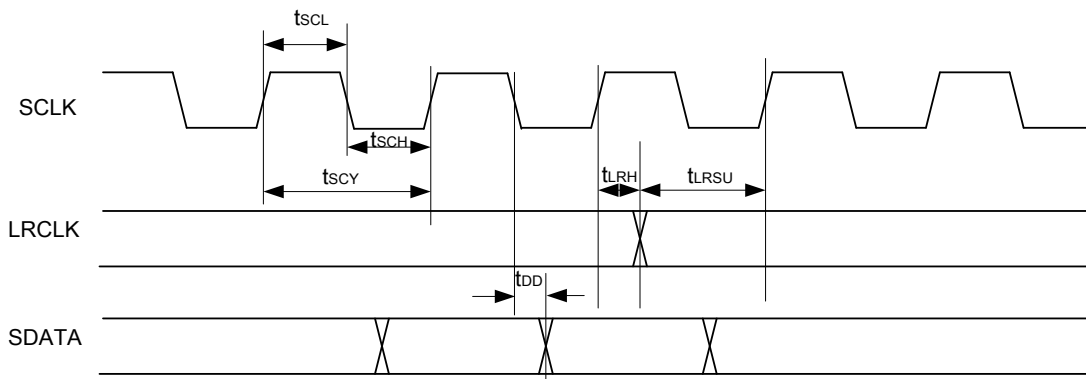 tSCL
SCLK
tSCH
tSCY
tLRH
tLRSU
LRCLK
tDD
SDATA